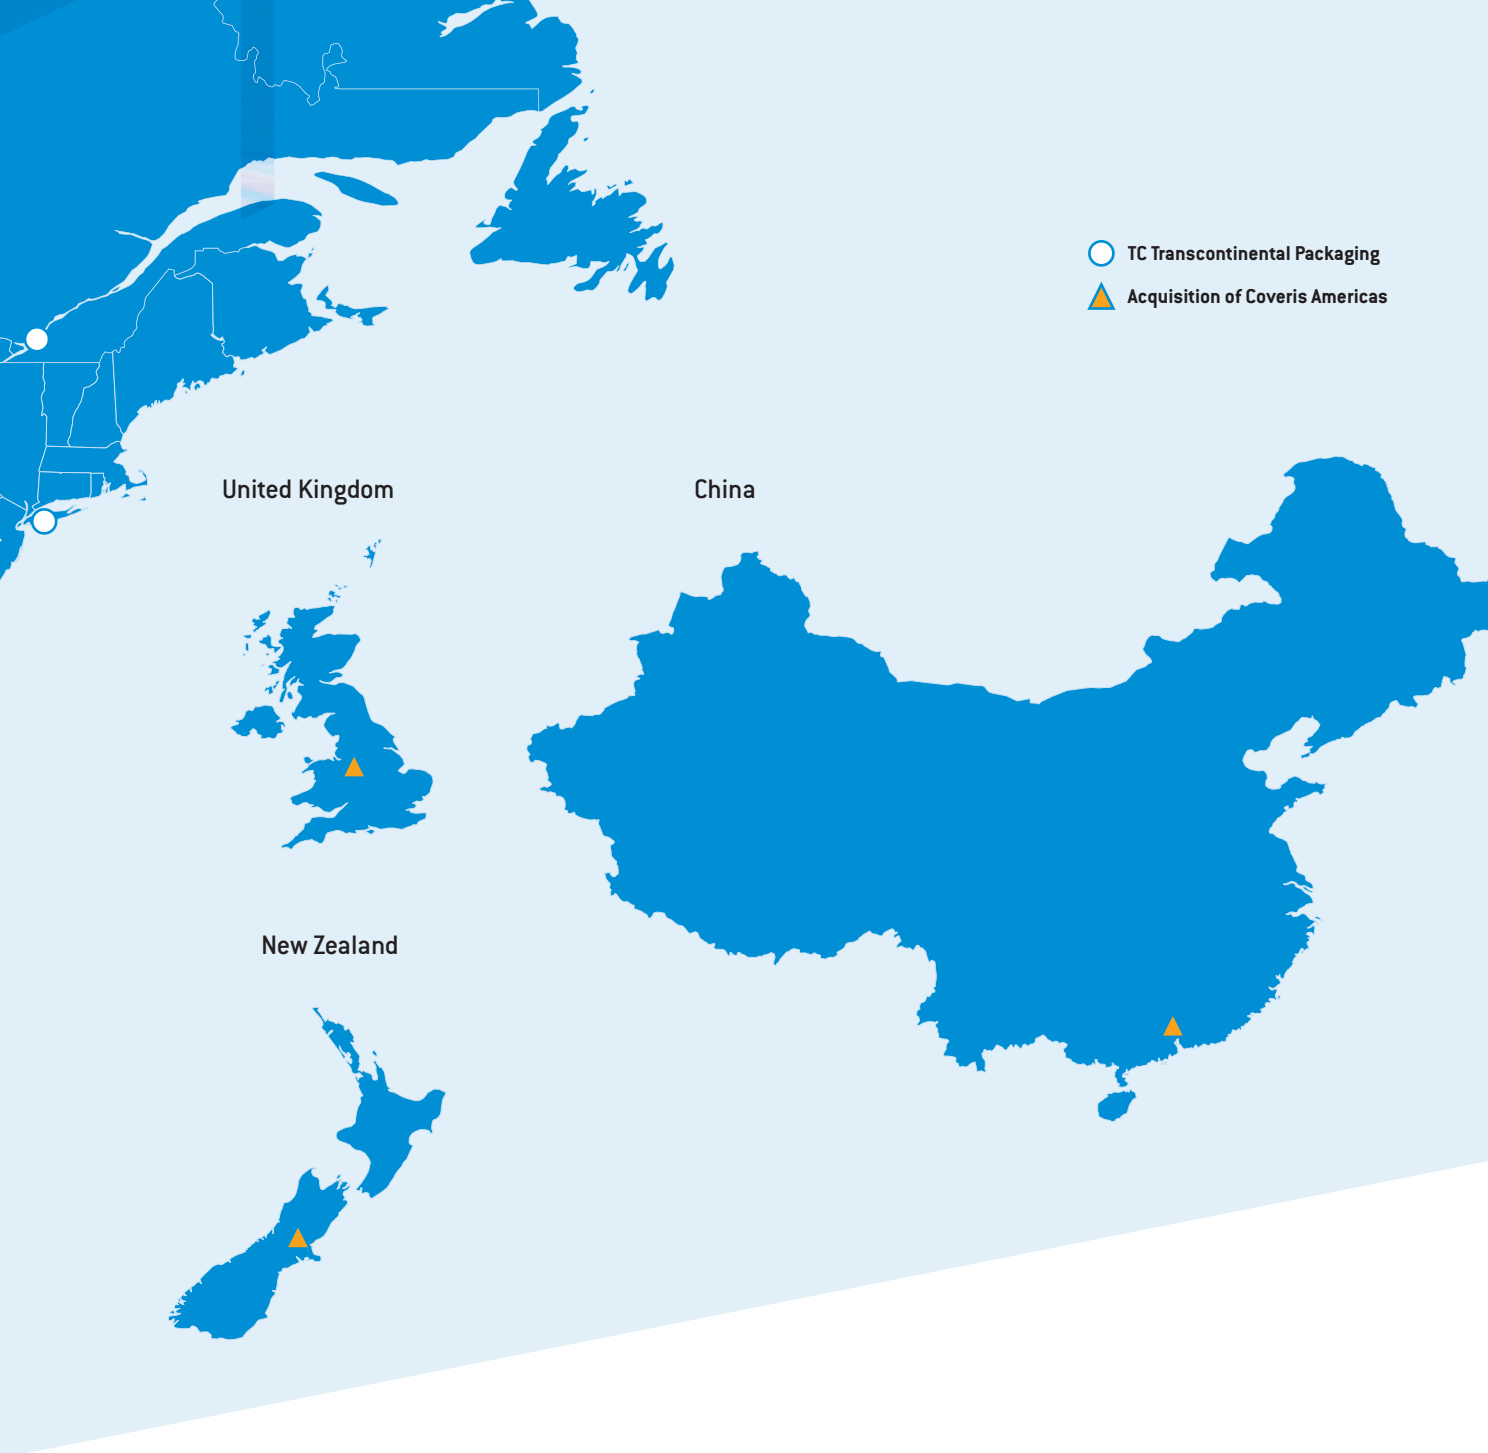 TC Transcontinental Packaging
Acquisition of Coveris Americas
United Kingdom
China
New Zealand